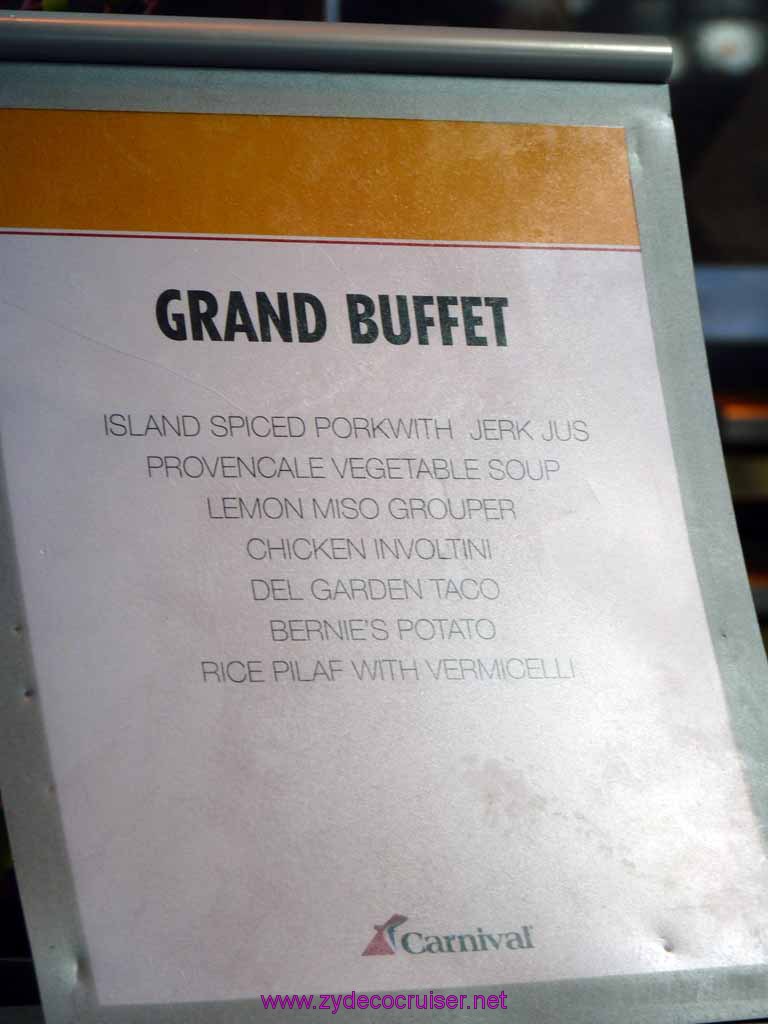 GRAND BUFFET
ISLAND SPICED PORKWITH JERK JUS
PROVENCALE VEGETABLE SOUP
LEMON MISO GROUPER
CHICKEN INVOLTINI
DEL GARDEN TACO
BERNIE'S POTATO
RICE PILAF WITH VERMICELLI
Carnival
www.zydecocruiser.net